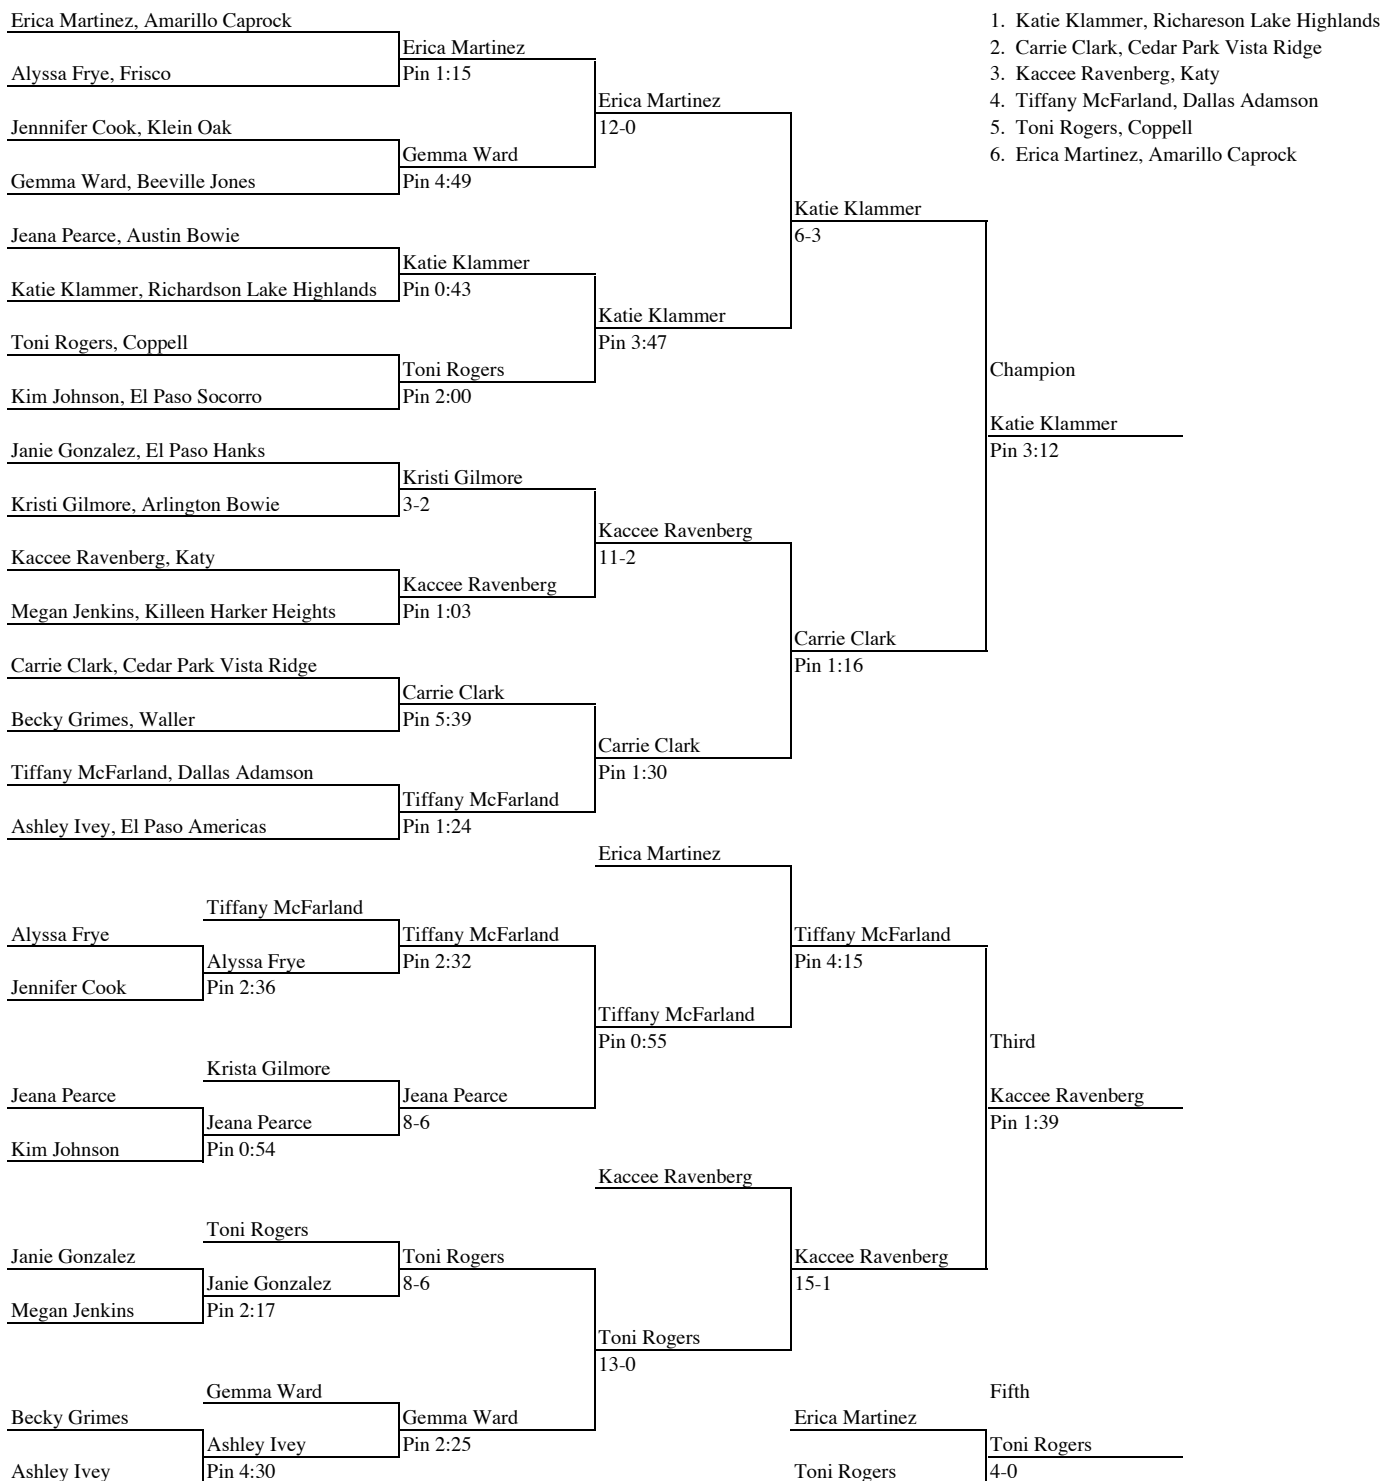 Erica Martinez, Amarillo Caprock
1. Katie Klammer, Richareson Lake Highlands
Erica Martinez
2. Carrie Clark, Cedar Park Vista Ridge
Alyssa Frye, Frisco
Pin 1:15
3. Kaccee Ravenberg, Katy
Erica Martinez
4. Tiffany McFarland, Dallas Adamson
Jennnifer Cook, Klein Oak
12-0
5. Toni Rogers, Coppell
Gemma Ward
6. Erica Martinez, Amarillo Caprock
Gemma Ward, Beeville Jones
Pin 4:49
Katie Klammer
Jeana Pearce, Austin Bowie
6-3
Katie Klammer
Katie Klammer, Richardson Lake Highlands
Pin 0:43
Katie Klammer
Toni Rogers, Coppell
Pin 3:47
Toni Rogers
Champion
Kim Johnson, El Paso Socorro
Pin 2:00
Katie Klammer
Janie Gonzalez, El Paso Hanks
Pin 3:12
Kristi Gilmore
Kristi Gilmore, Arlington Bowie
3-2
Kaccee Ravenberg
Kaccee Ravenberg, Katy
11-2
Kaccee Ravenberg
Megan Jenkins, Killeen Harker Heights
Pin 1:03
Carrie Clark
Carrie Clark, Cedar Park Vista Ridge
Pin 1:16
Carrie Clark
Becky Grimes, Waller
Pin 5:39
Carrie Clark
Tiffany McFarland, Dallas Adamson
Pin 1:30
Tiffany McFarland
Ashley Ivey, El Paso Americas
Pin 1:24
Erica Martinez
Tiffany McFarland
Alyssa Frye
Tiffany McFarland
Tiffany McFarland
Alyssa Frye
Pin 2:32
Pin 4:15
Jennifer Cook
Pin 2:36
Tiffany McFarland
Pin 0:55
Third
Krista Gilmore
Jeana Pearce
Jeana Pearce
Kaccee Ravenberg
Jeana Pearce
8-6
Pin 1:39
Kim Johnson
Pin 0:54
Kaccee Ravenberg
Toni Rogers
Janie Gonzalez
Toni Rogers
Kaccee Ravenberg
Janie Gonzalez
8-6
15-1
Megan Jenkins
Pin 2:17
Toni Rogers
13-0
Gemma Ward
Fifth
Becky Grimes
Gemma Ward
Erica Martinez
Ashley Ivey
Pin 2:25
Toni Rogers
Ashley Ivey
Pin 4:30
Toni Rogers
4-0